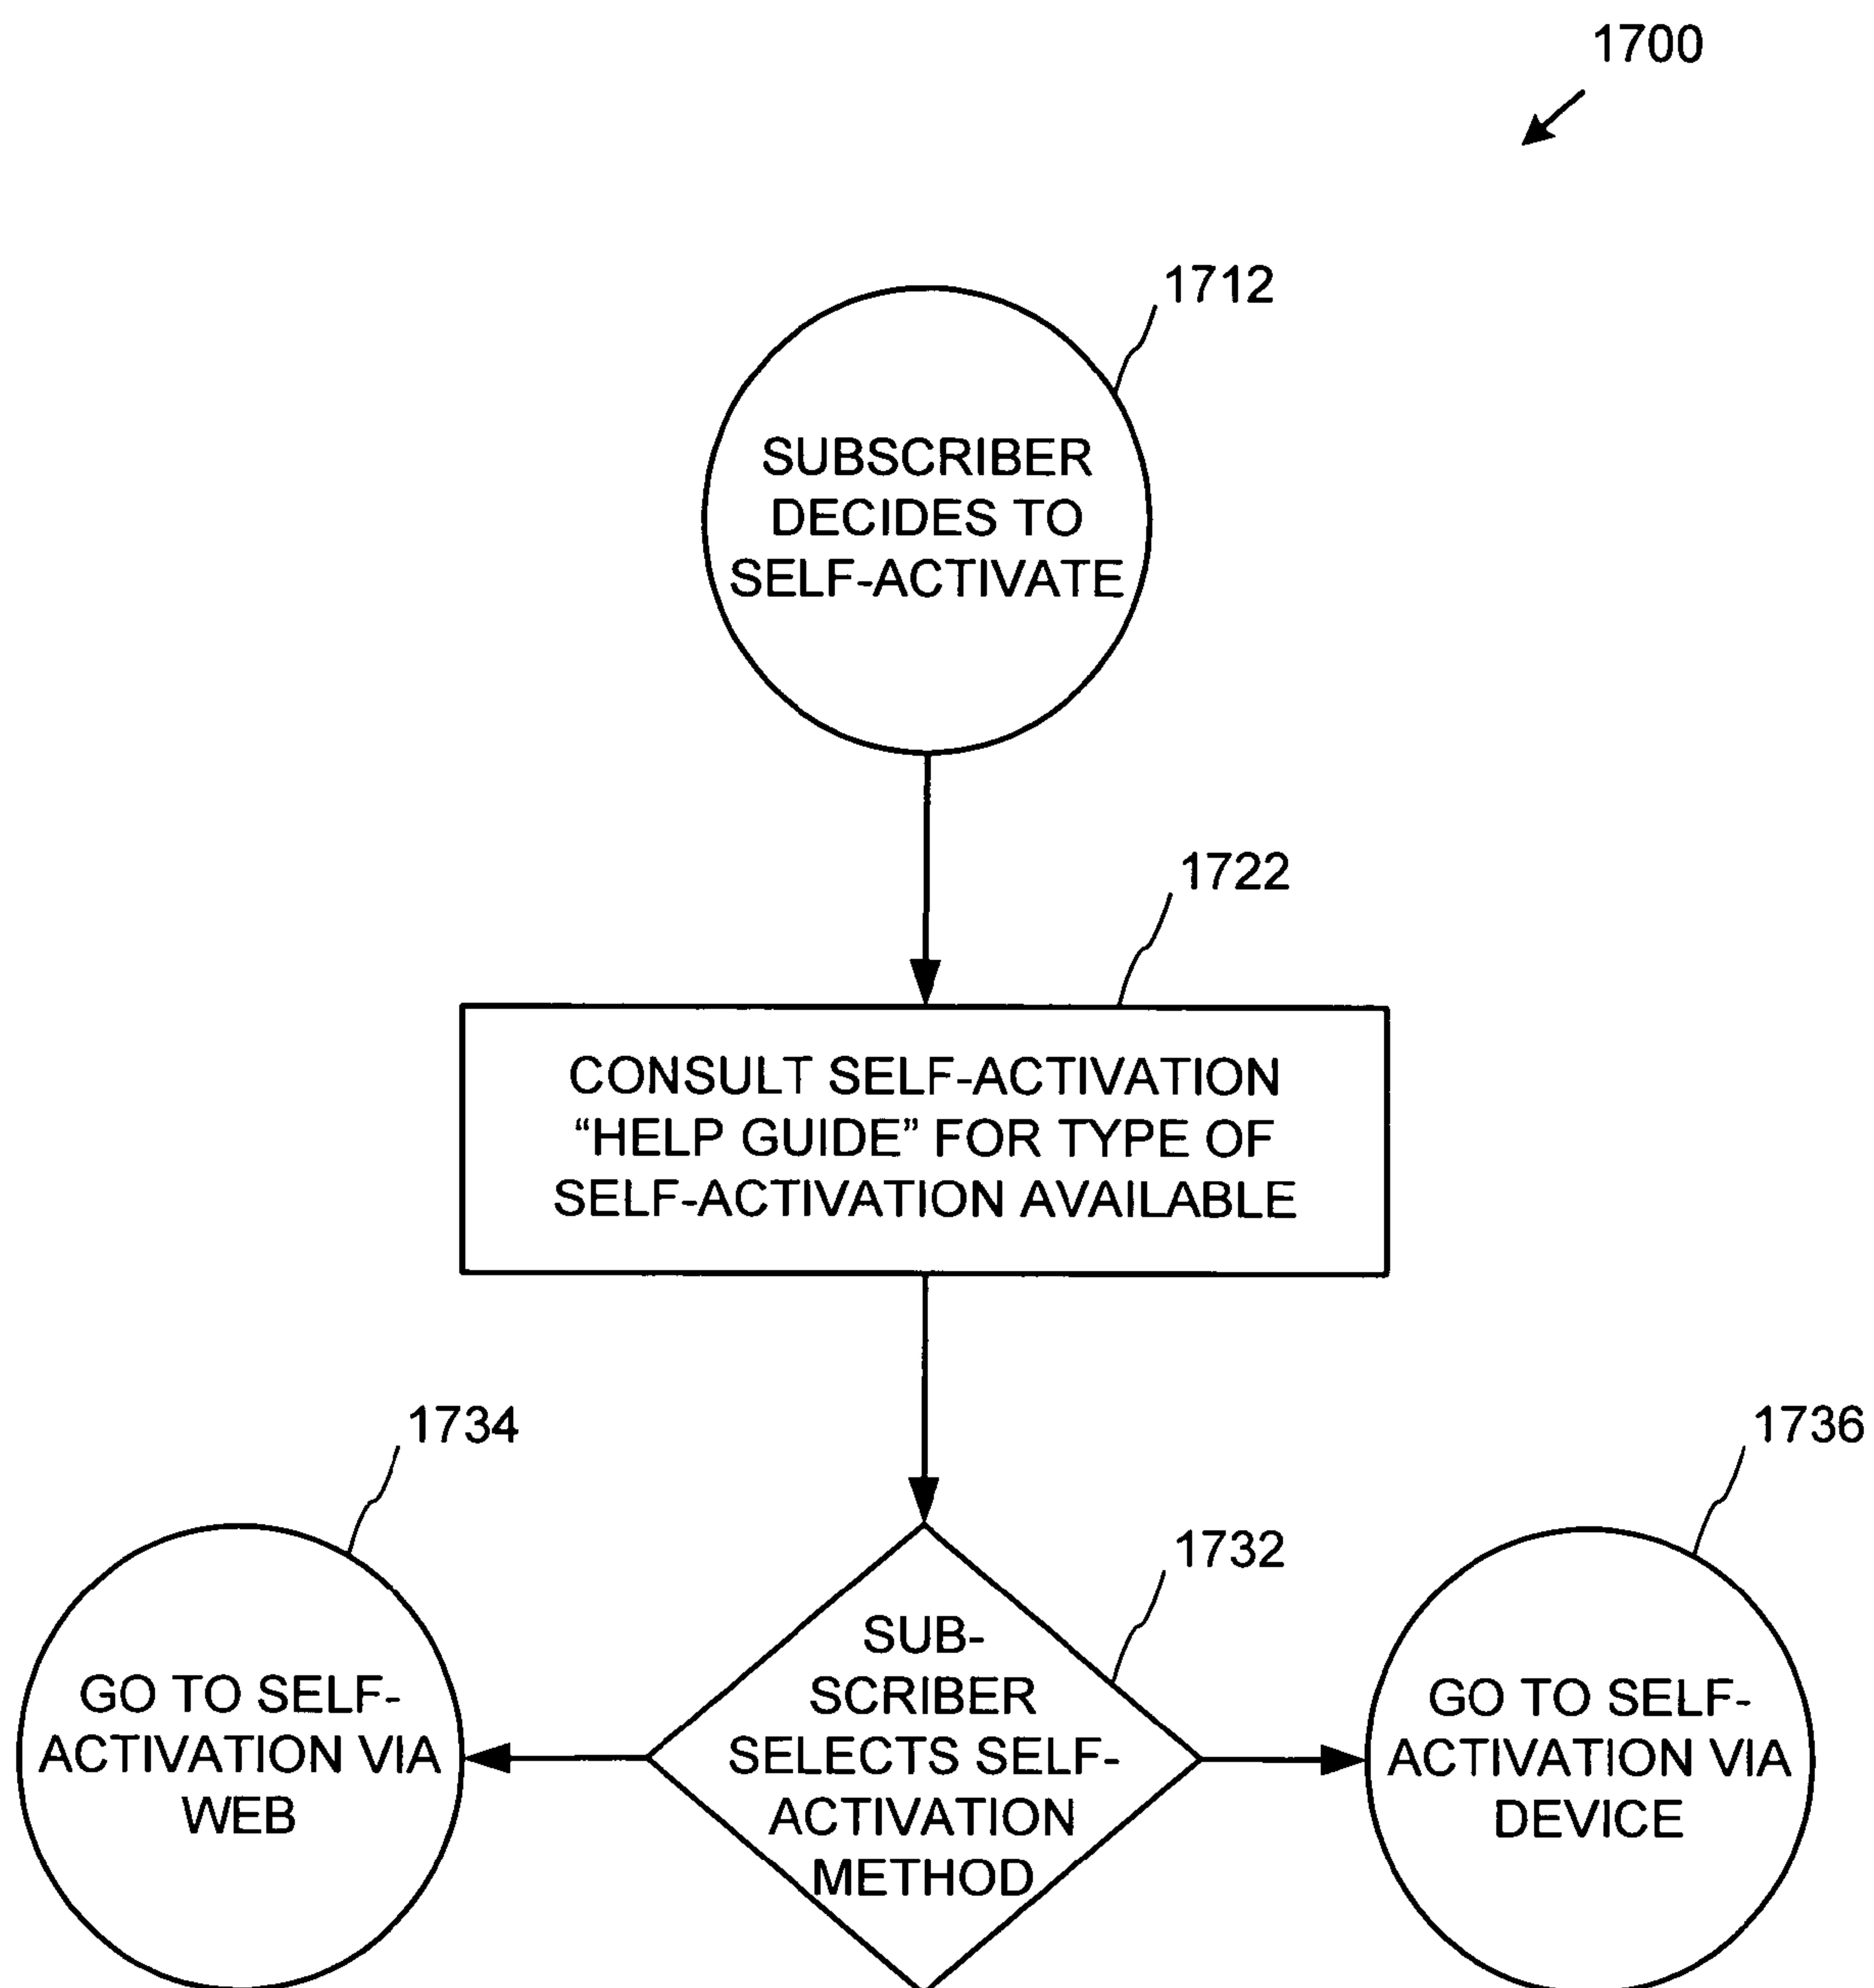 1700
1712
SUBSCRIBER
DECIDES TO
SELF-ACTIVATE
1722
CONSULT SELF-ACTIVATION
“HELP GUIDE” FOR TYPE OF
SELF-ACTIVATION AVAILABLE
1734
GO TO SELF-
ACTIVATION VIA
WEB
1732
SUB-
SCRIBER
SELECTS SELF-
ACTIVATION
METHOD
1736
GO TO SELF-
ACTIVATION VIA
DEVICE